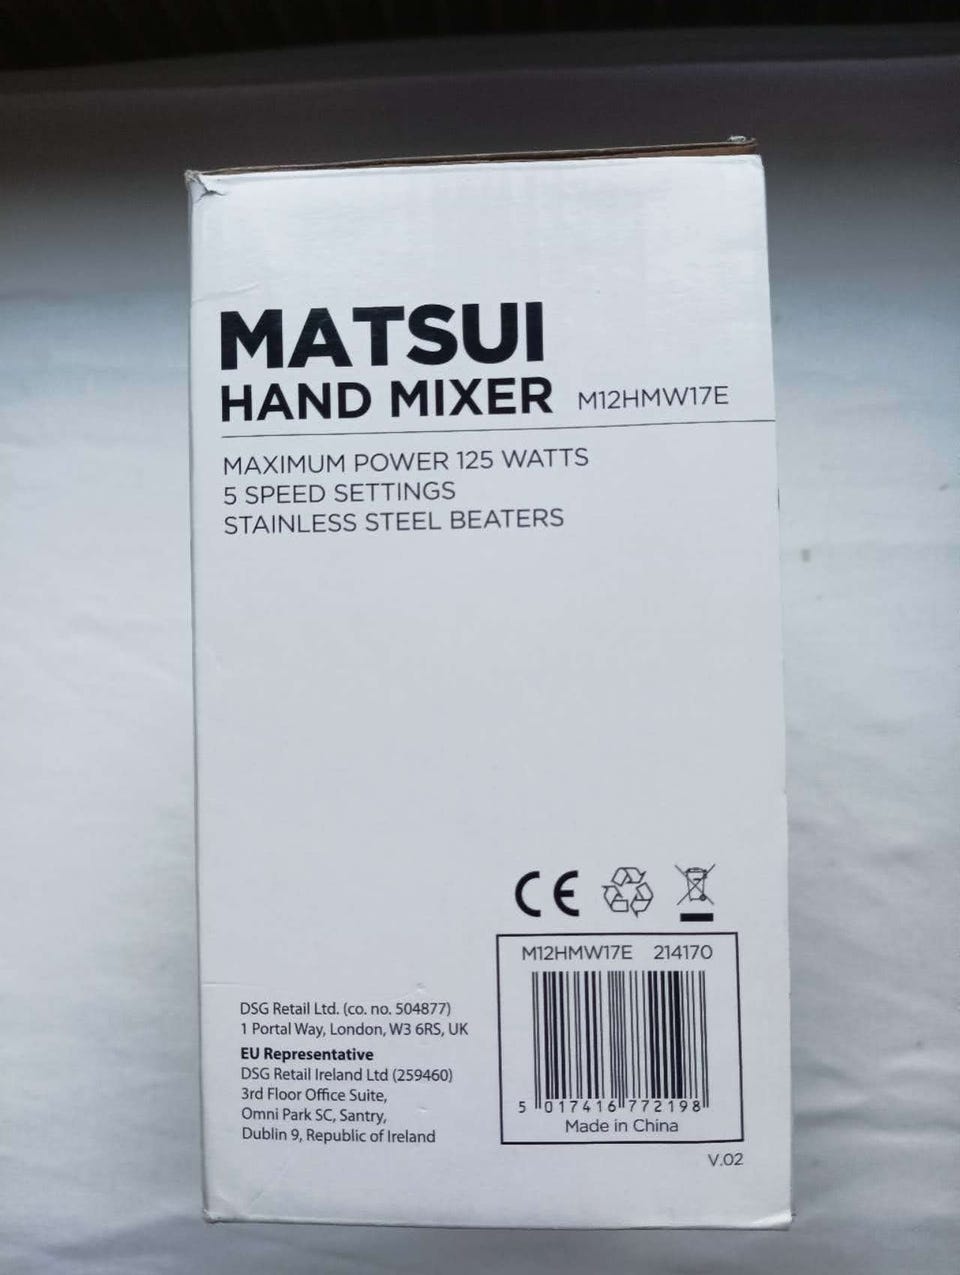 MATSUI
HAND MIXER M12HMW17E
MAXIMUM POWER 125 WATTS
5 SPEED SETTINGS
STAINLESS STEEL BEATERS
CE
M12HMW17E 214170
5 017416 772198
Made in China
V.02
DSG Retail Ltd. (co. no. 504877)
1 Portal Way, London, W3 6RS, UK
EU Representative
DSG Retail Ireland Ltd (259460)
3rd Floor Office Suite,
Omni Park SC, Santry,
Dublin 9, Republic of Ireland